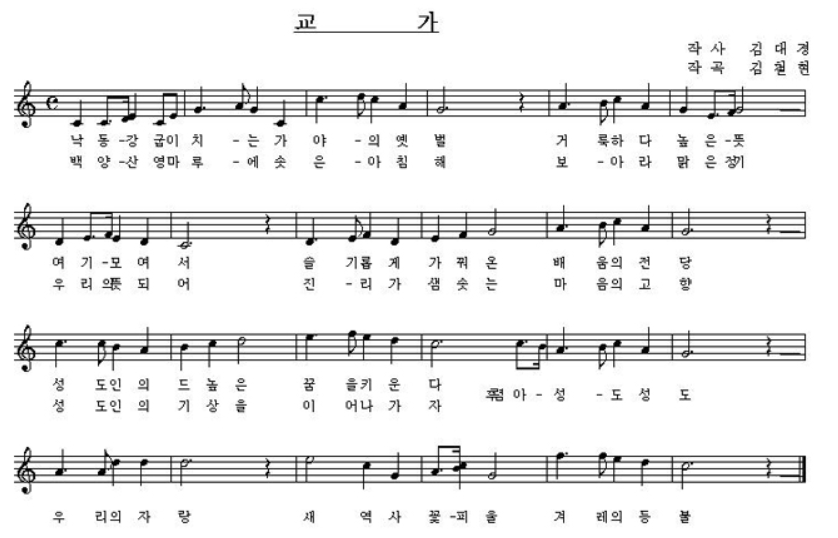 교 가
작 사 김 대 경
작 곡 김 철 현
낙 동 -강 굽이 치 - 는 가 야 - 의 옛 벌 거 룩하 다 높 은 -뜻
백 양 -산 영마 루 - 에 솟 은 - 아 침 해 보 - 아 라 맑 은 정기
여 기 -모 여 서 슬 기롭 게 가 꿔 온 배 움의 전 당
우 리 의뜻 되 어 진 - 리 가 샘 솟 는 마 음의 고 향
성 도인 의 드 높 은 꿈 을키 운 다
성 도인 의 기 상 을 이 어나 가 자
후렴 아 - 성 - 도 성 도
우 리의 자 랑 새 역 사 꽃 -피 울 겨 레의 등 불